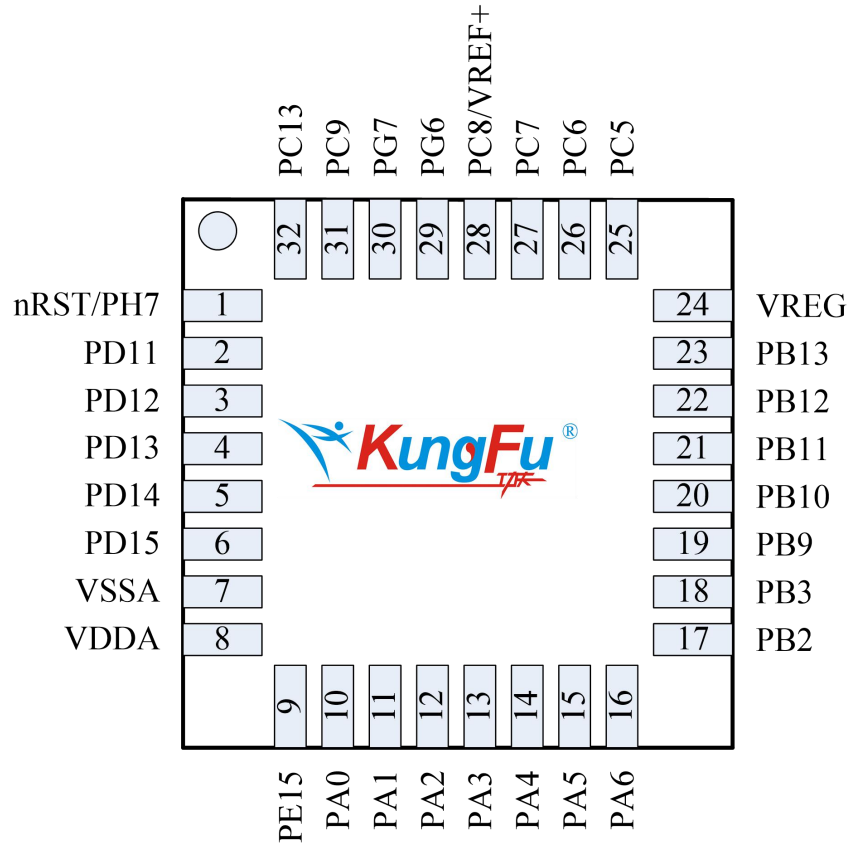 PC13 PC9 PG7 PG6 PC8/VREF+ PC7 PC6 PC5
32 31 30 29 28 27 26 25
nRST/PH7 1 24 VREG
PD11 2 23 PB13
PD12 3 22 PB12
PD13 4 21 PB11
KungFu ®
PD14 5 20 PB10
PD15 6 19 PB9
VSSA 7 18 PB3
VDDA 8 17 PB2
9 10 11 12 13 14 15 16
PE15 PA0 PA1 PA2 PA3 PA4 PA5 PA6